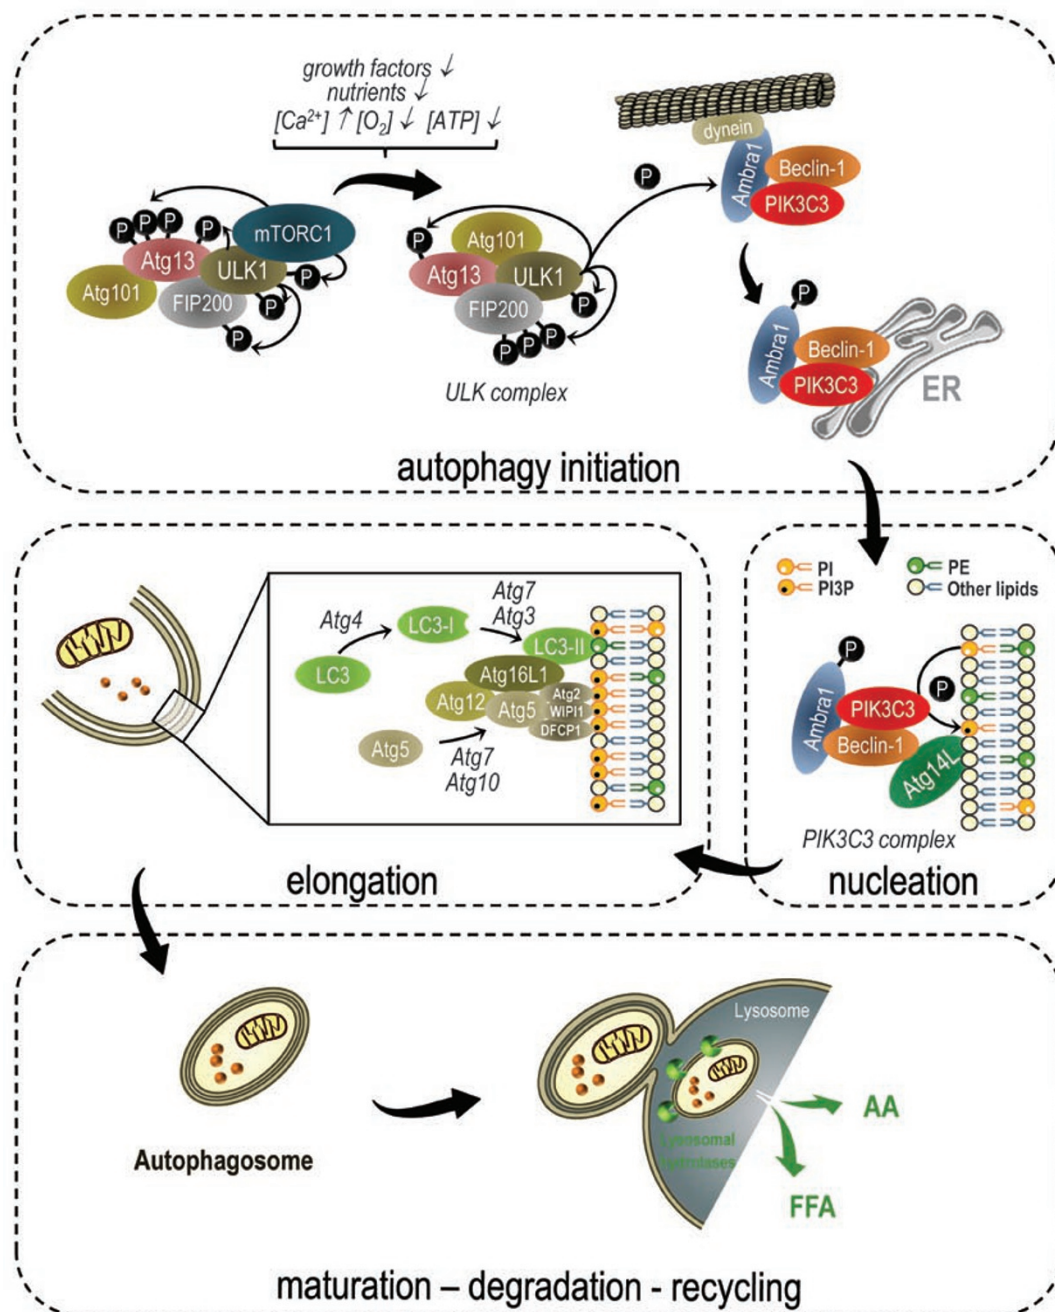 growth factors ↓
nutrients ↓
[Ca²⁺] ↑ [O₂] ↓ [ATP] ↓
dynein
Ambra1
Beclin-1
PIK3C3
P
P
P
P
P
mTORC1
Atg13
ULK1
Atg101
FIP200
P
P
P
P
Atg101
Atg13
ULK1
FIP200
P
P
P
P
P
ULK complex
P
Ambra1
Beclin-1
PIK3C3
ER
autophagy initiation
Atg4
LC3
LC3-I
Atg7
Atg3
LC3-II
Atg16L1
Atg12
Atg5
Atg2
WIPI1
DFCP1
Atg5
Atg7
Atg10
elongation
PI
PI3P
PE
Other lipids
P
Ambra1
PIK3C3
Beclin-1
P
Atg14L
PIK3C3 complex
nucleation
Autophagosome
Lysosome
Lysosomal
hydrolases
AA
FFA
maturation – degradation - recycling